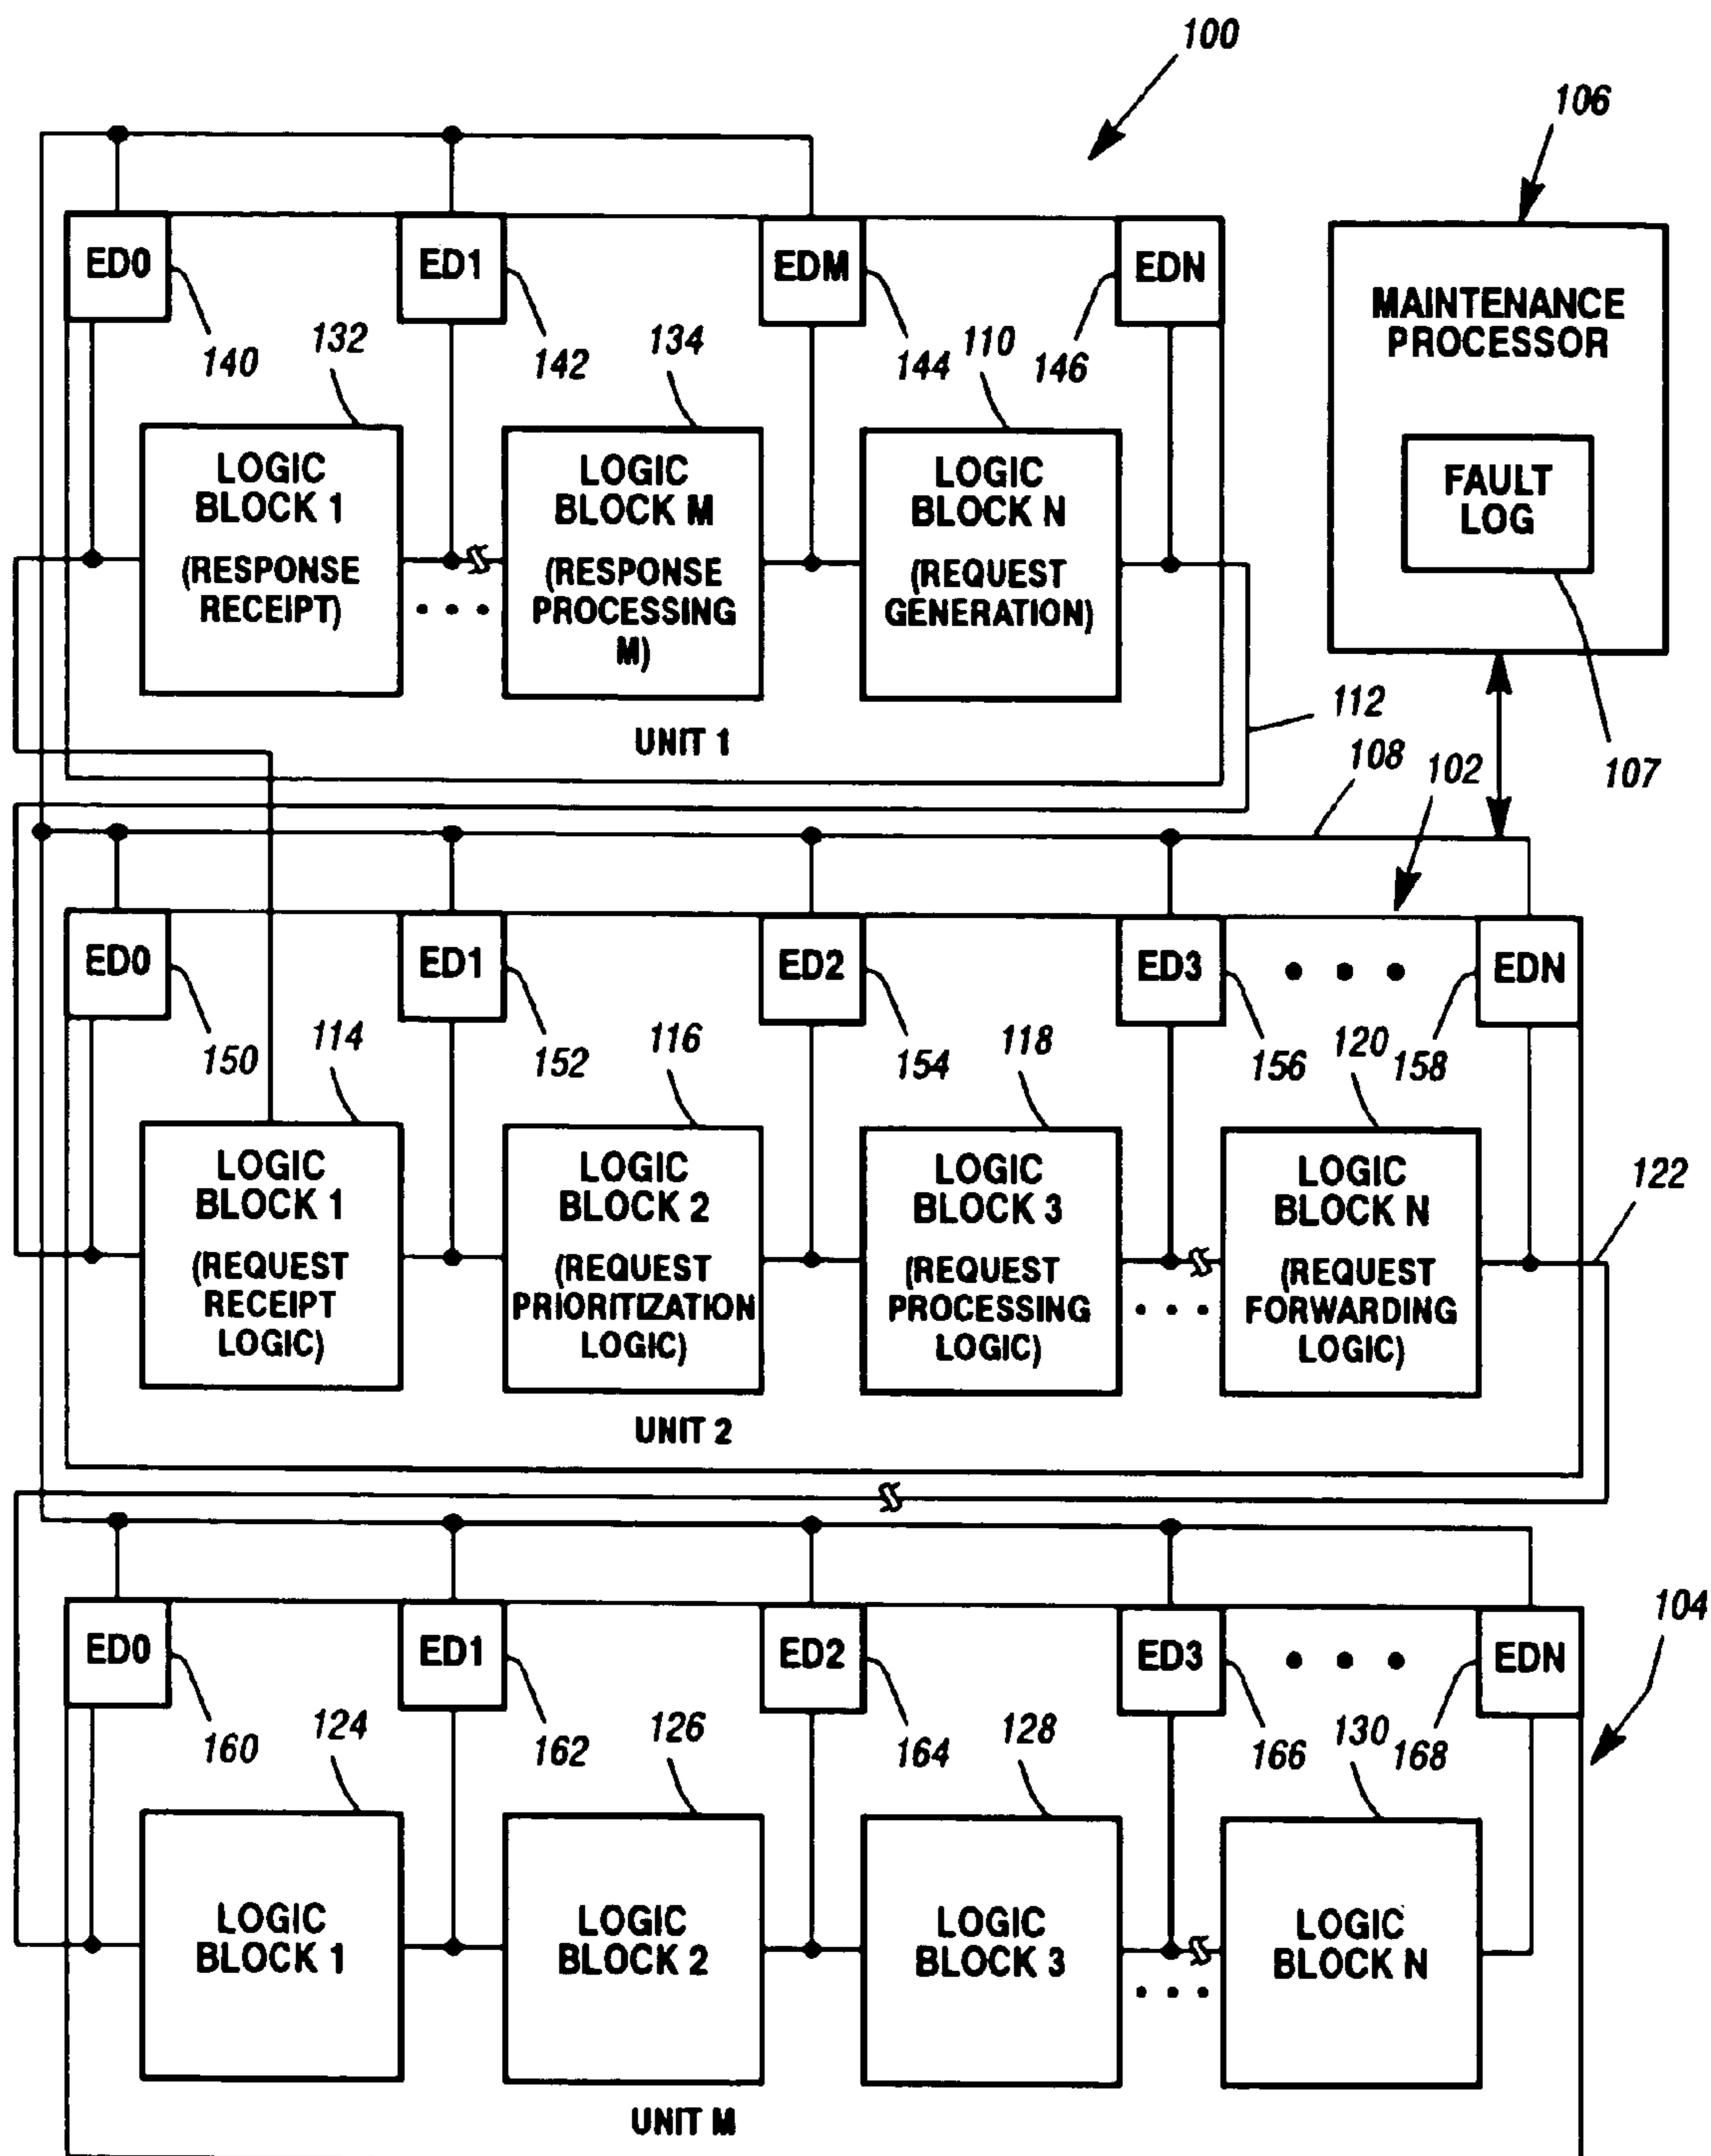 100
106
ED0
ED1
EDM
EDN
MAINTENANCE
PROCESSOR
140
132
142
134
144
110
146
FAULT
LOG
LOGIC
BLOCK 1
(RESPONSE
RECEIPT)
LOGIC
BLOCK M
(RESPONSE
PROCESSING
M)
LOGIC
BLOCK N
(REQUEST
GENERATION)
• • •
UNIT 1
112
108
102
107
ED0
ED1
ED2
ED3
• • •
EDN
150
114
152
116
154
118
156
120
158
LOGIC
BLOCK 1
(REQUEST
RECEIPT
LOGIC)
LOGIC
BLOCK 2
(REQUEST
PRIORITIZATION
LOGIC)
LOGIC
BLOCK 3
(REQUEST
PROCESSING
LOGIC)
• • •
LOGIC
BLOCK N
(REQUEST
FORWARDING
LOGIC)
122
UNIT 2
104
ED0
ED1
ED2
ED3
• • •
EDN
160
124
162
126
164
128
166
130
168
LOGIC
BLOCK 1
LOGIC
BLOCK 2
LOGIC
BLOCK 3
• • •
LOGIC
BLOCK N
UNIT M